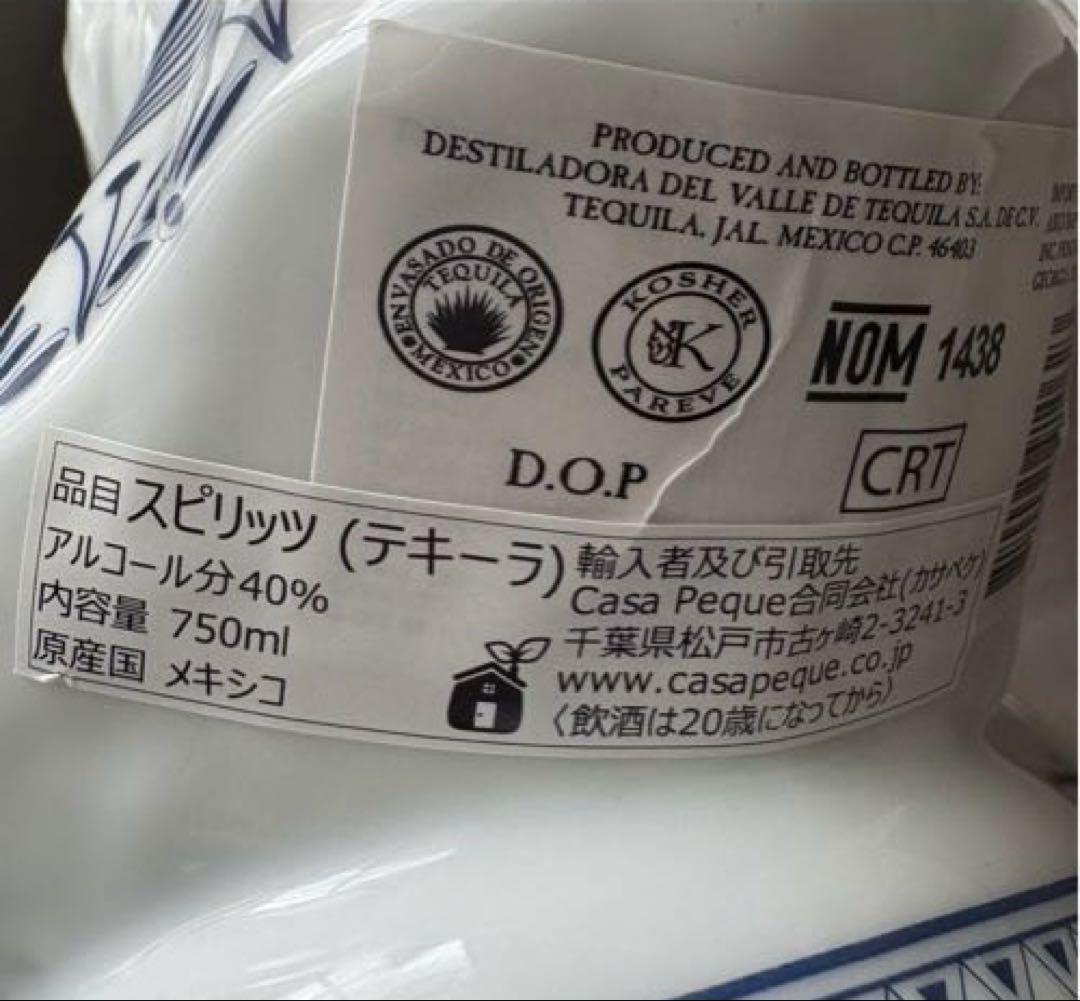 PRODUCED AND BOTTLED BY:
DESTILADORA DEL VALLE DE TEQUILA S.A. DE C.V.
TEQUILA, JAL. MEXICO C.P. 46403
ENVASADO DE ORIGEN
TEQUILA
MEXICO
KOSHER
K
PAREVE
NOM 1438
D.O.P
CRT
品目 スピリッツ (テキーラ)
アルコール分40%
内容量 750ml
原産国 メキシコ
輸入者及び引取先
Casa Peque合同会社(カサペケ)
千葉県松戸市古ヶ崎2-3241-3
www.casapeque.co.jp
〈飲酒は20歳になってから〉